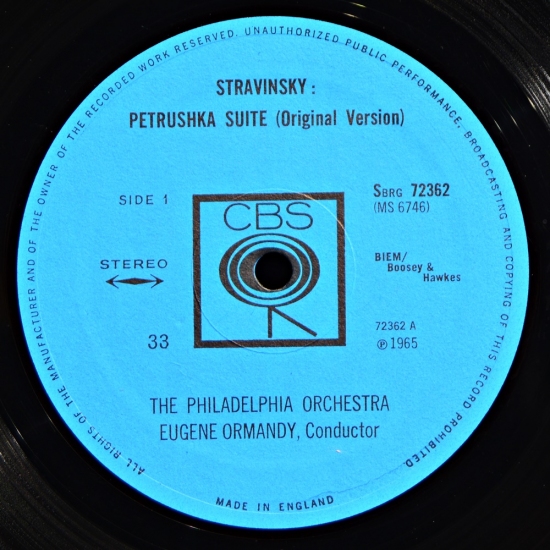 ALL RIGHTS OF THE MANUFACTURER AND OF THE OWNER OF THE RECORDED WORK RESERVED. UNAUTHORIZED PUBLIC PERFORMANCE, BROADCASTING AND COPYING OF THIS RECORD PROHIBITED.
STRAVINSKY:
PETRUSHKA SUITE (Original Version)
SIDE 1
SBRG 72362
(MS 6746)
CBS
STEREO
BIEM/
Boosey &
Hawkes
33
72362 A
℗ 1965
THE PHILADELPHIA ORCHESTRA
EUGENE ORMANDY, Conductor
MADE IN ENGLAND